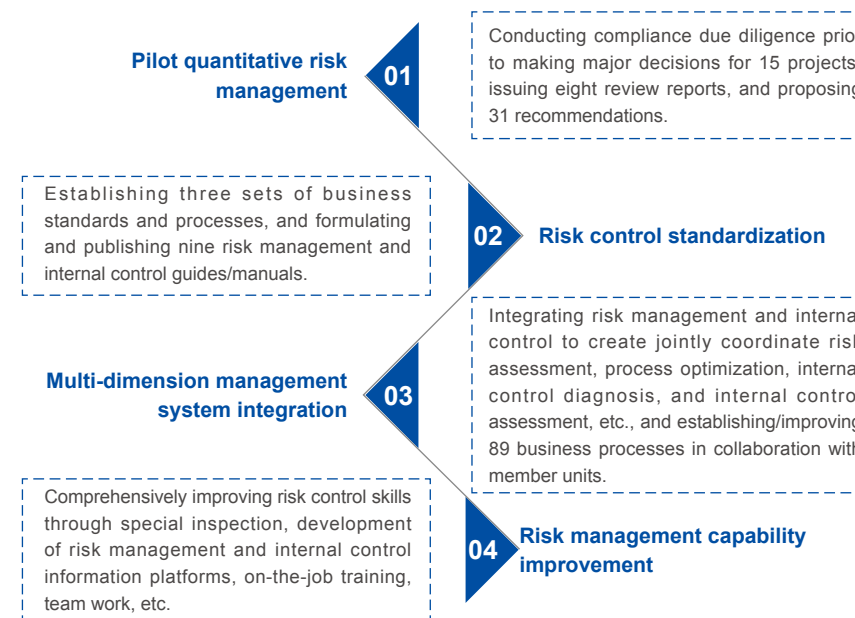 Pilot quantitative risk
management
01
Conducting compliance due diligence prior
to making major decisions for 15 projects,
issuing eight review reports, and proposing
31 recommendations.
Establishing three sets of business
standards and processes, and formulating
and publishing nine risk management and
internal control guides/manuals.
02
Risk control standardization
Multi-dimension management
system integration
03
Integrating risk management and internal
control to create jointly coordinate risk
assessment, process optimization, internal
control diagnosis, and internal control
assessment, etc., and establishing/improving
89 business processes in collaboration with
member units.
Comprehensively improving risk control skills
through special inspection, development
of risk management and internal control
information platforms, on-the-job training,
team work, etc.
04
Risk management capability
improvement